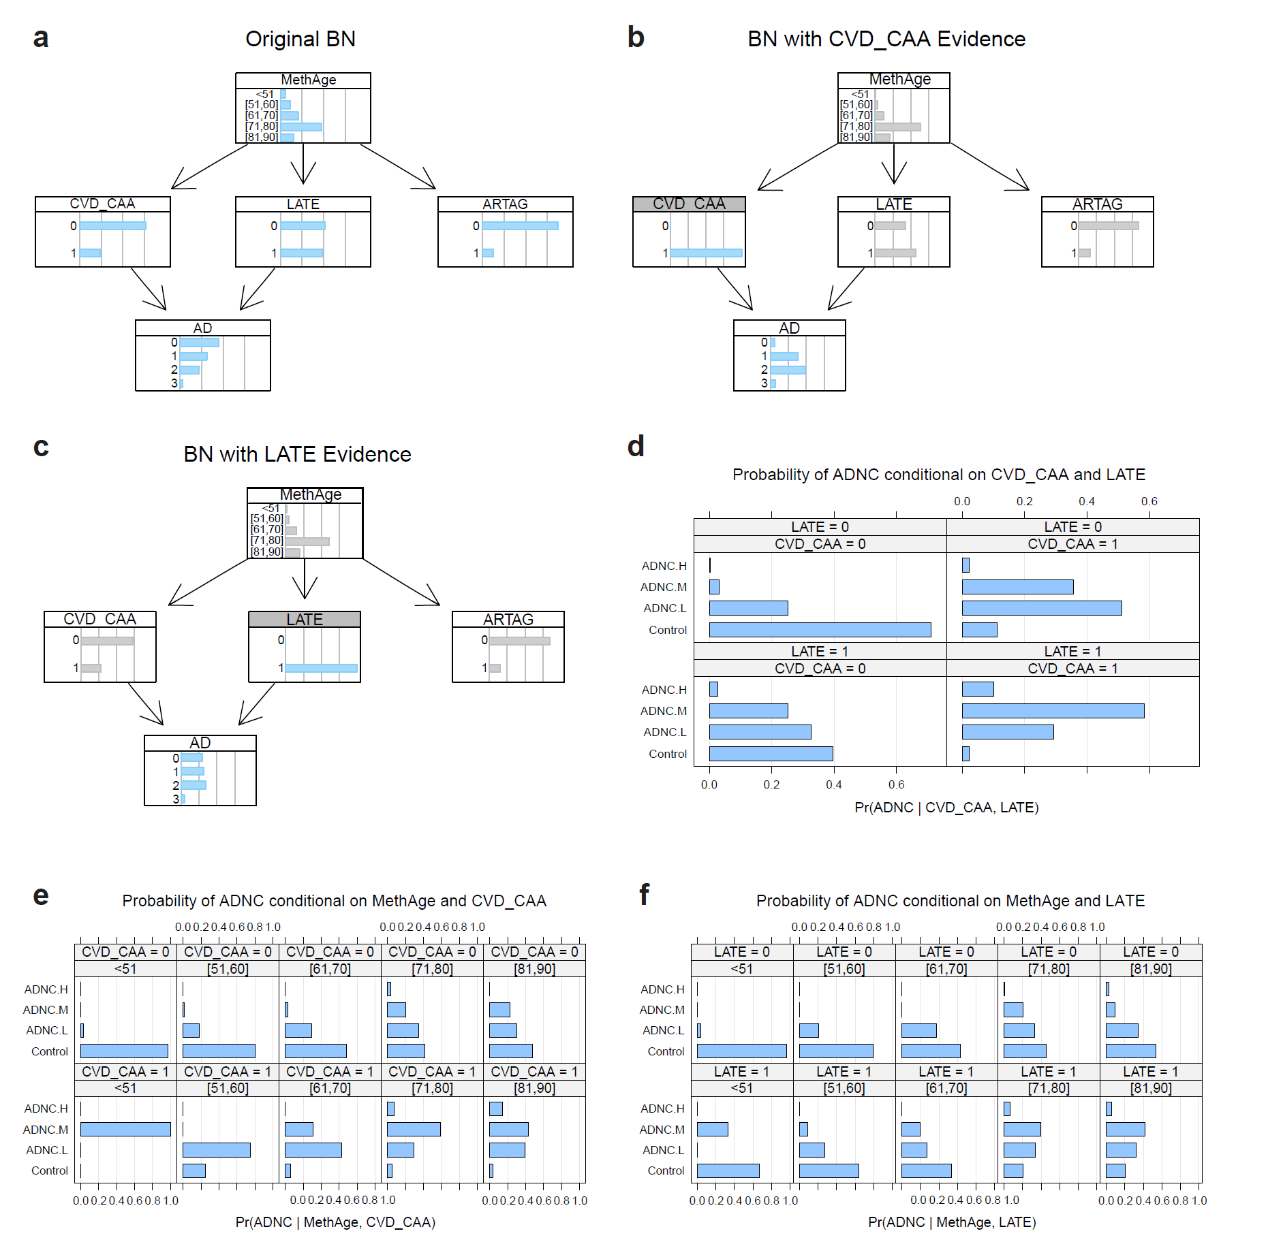 a
Original BN
MethAge
<51
[51,60]
[61,70]
[71,80]
[81,90]
CVD_CAA
0
1
LATE
0
1
ARTAG
0
1
AD
0
1
2
3
b
BN with CVD_CAA Evidence
MethAge
<51
[51,60]
[61,70]
[71,80]
[81,90]
CVD_CAA
0
1
LATE
0
1
ARTAG
0
1
AD
0
1
2
3
c
BN with LATE Evidence
MethAge
<51
[51,60]
[61,70]
[71,80]
[81,90]
CVD_CAA
0
1
LATE
0
1
ARTAG
0
1
AD
0
1
2
3
d
Probability of ADNC conditional on CVD_CAA and LATE
0.0 0.2 0.4 0.6
LATE = 0 LATE = 0
CVD_CAA = 0 CVD_CAA = 1
ADNC.H
ADNC.M
ADNC.L
Control
LATE = 1 LATE = 1
CVD_CAA = 0 CVD_CAA = 1
ADNC.H
ADNC.M
ADNC.L
Control
0.0 0.2 0.4 0.6
Pr(ADNC | CVD_CAA, LATE)
e
Probability of ADNC conditional on MethAge and CVD_CAA
0.0 0.2 0.4 0.6 0.8 1.0 0.0 0.2 0.4 0.6 0.8 1.0
CVD_CAA = 0 CVD_CAA = 0 CVD_CAA = 0 CVD_CAA = 0 CVD_CAA = 0
<51 [51,60] [61,70] [71,80] [81,90]
ADNC.H
ADNC.M
ADNC.L
Control
CVD_CAA = 1 CVD_CAA = 1 CVD_CAA = 1 CVD_CAA = 1 CVD_CAA = 1
<51 [51,60] [61,70] [71,80] [81,90]
ADNC.H
ADNC.M
ADNC.L
Control
0.0 0.2 0.4 0.6 0.8 1.0 0.0 0.2 0.4 0.6 0.8 1.0 0.0 0.2 0.4 0.6 0.8 1.0
Pr(ADNC | MethAge, CVD_CAA)
f
Probability of ADNC conditional on MethAge and LATE
0.0 0.2 0.4 0.6 0.8 1.0 0.0 0.2 0.4 0.6 0.8 1.0
LATE = 0 LATE = 0 LATE = 0 LATE = 0 LATE = 0
<51 [51,60] [61,70] [71,80] [81,90]
ADNC.H
ADNC.M
ADNC.L
Control
LATE = 1 LATE = 1 LATE = 1 LATE = 1 LATE = 1
<51 [51,60] [61,70] [71,80] [81,90]
ADNC.H
ADNC.M
ADNC.L
Control
0.0 0.2 0.4 0.6 0.8 1.0 0.0 0.2 0.4 0.6 0.8 1.0 0.0 0.2 0.4 0.6 0.8 1.0
Pr(ADNC | MethAge, LATE)